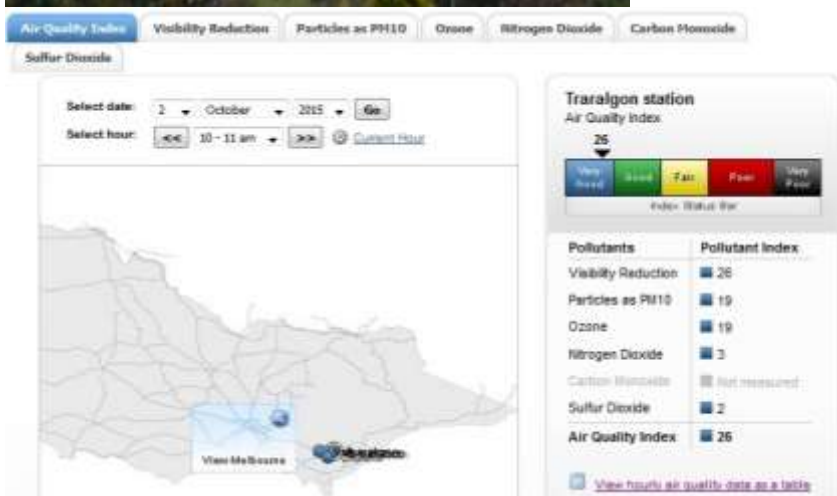 Air Quality Index Visibility Reduction Particles as PM10 Ozone Nitrogen Dioxide Carbon Monoxide
Sulfur Dioxide
Select date: 2 October 2015 Go
Select hour: << 10 - 11 am >> Current Hour
View Melbourne
Traralgon station
Air Quality Index
26
Very Good Good Fair Poor Very Poor
Index Status Bar
Pollutants Pollutant Index
Visibility Reduction 26
Particles as PM10 19
Ozone 19
Nitrogen Dioxide 3
Carbon Monoxide Not measured
Sulfur Dioxide 2
Air Quality Index 26
View hourly air quality data as a table